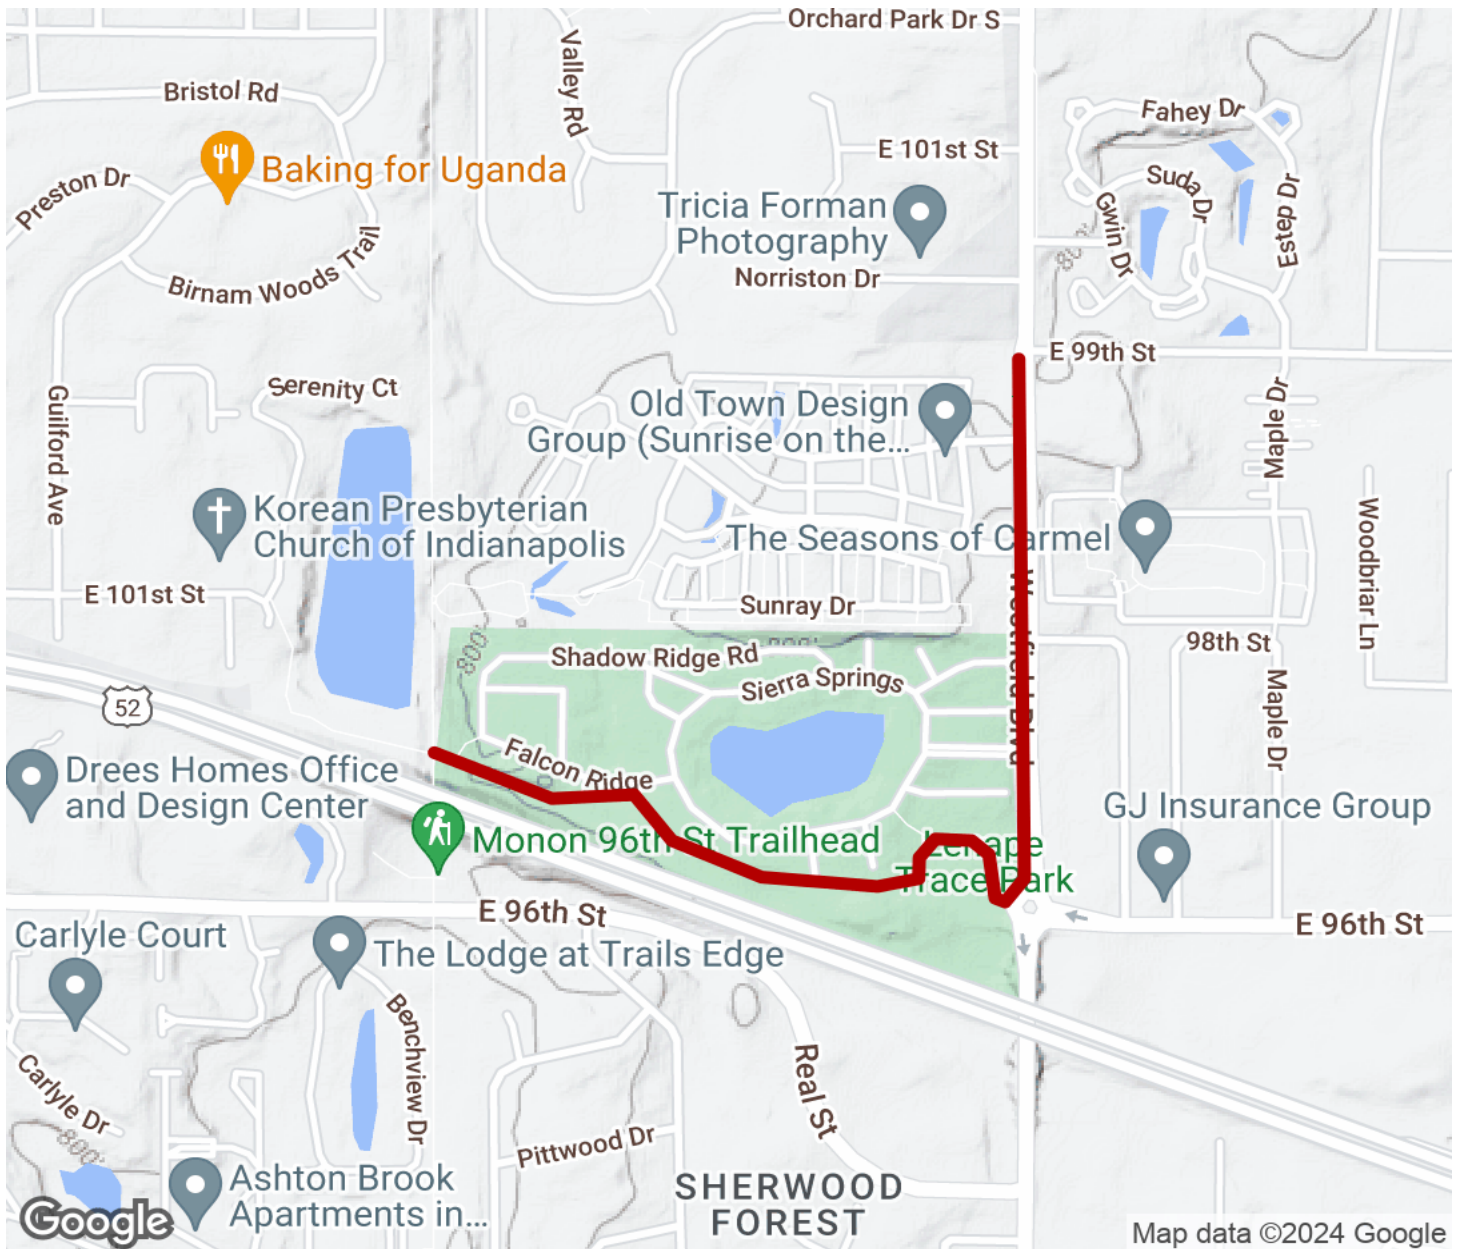 Orchard Park Dr S
Valley Rd
Bristol Rd
Fahey Dr
E 101st St
Baking for Uganda
Preston Dr
Suda Dr
Tricia Forman
Photography
Gwin Dr
Estep Dr
800'
Birnam Woods Trail
Norriston Dr
E 99th St
Serenity Ct
Guilford Ave
Old Town Design
Group (Sunrise on the...
Maple Dr
Korean Presbyterian
Church of Indianapolis
The Seasons of Carmel
Woodbriar Ln
E 101st St
Sunray Dr
Westfield Blvd
800'
800'
98th St
Shadow Ridge Rd
Sierra Springs
Maple Dr
52
Falcon Ridge
Drees Homes Office
and Design Center
GJ Insurance Group
Monon 96th St Trailhead
Lenape
Trace Park
E 96th St
E 96th St
Carlyle Court
The Lodge at Trails Edge
Benchview Dr
Real St
Carlyle Dr
800'
Pittwood Dr
Ashton Brook
Apartments in...
SHERWOOD
FOREST
Google
Map data ©2024 Google